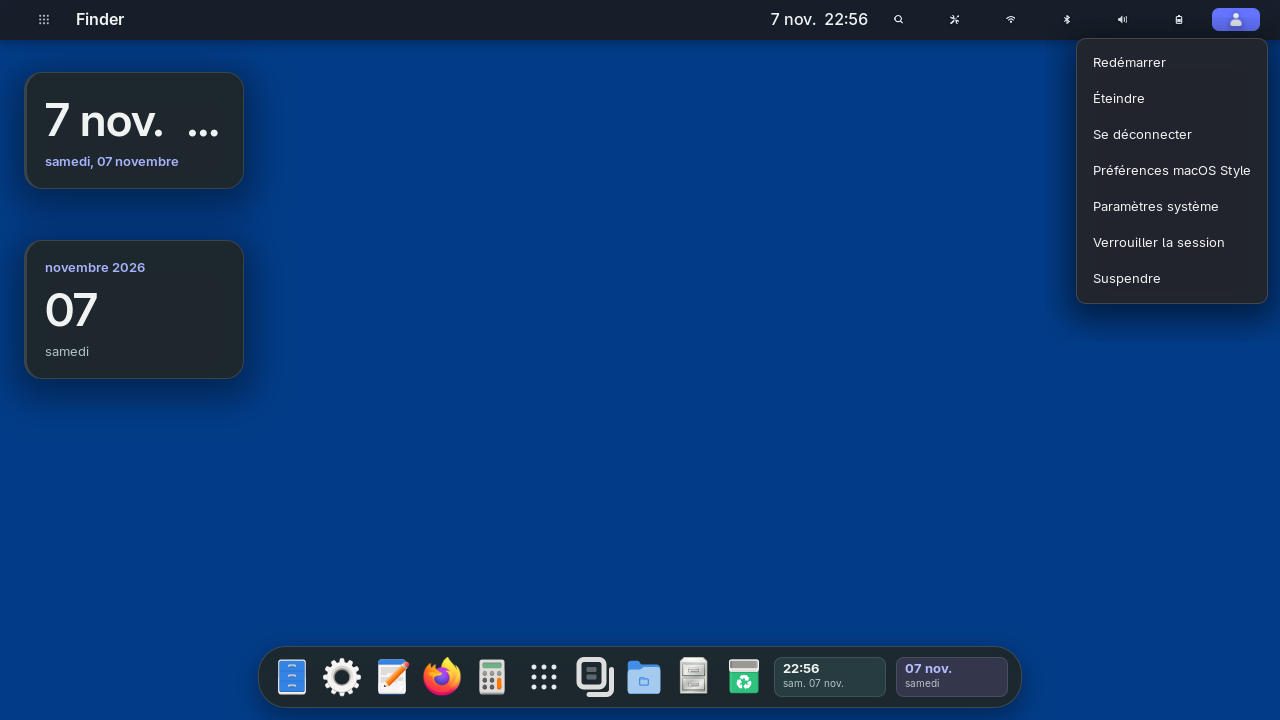 Finder
7 nov. 22:56
7 nov. ...
samedi, 07 novembre
novembre 2026
07
samedi
Redémarrer
Éteindre
Se déconnecter
Préférences macOS Style
Paramètres système
Verrouiller la session
Suspendre
22:56
sam. 07 nov.
07 nov.
samedi